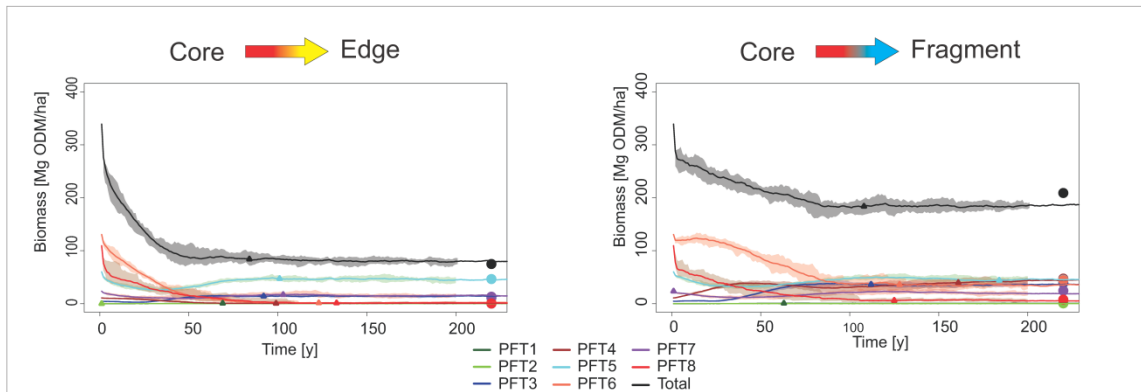 Core Edge
Core Fragment
Biomass [Mg ODM/ha]
400
300
200
100
0
0 50 100 150 200
Time [y]
Biomass [Mg ODM/ha]
400
300
200
100
0
0 50 100 150 200
Time [y]
PFT1 PFT4 PFT7
PFT2 PFT5 PFT8
PFT3 PFT6 Total